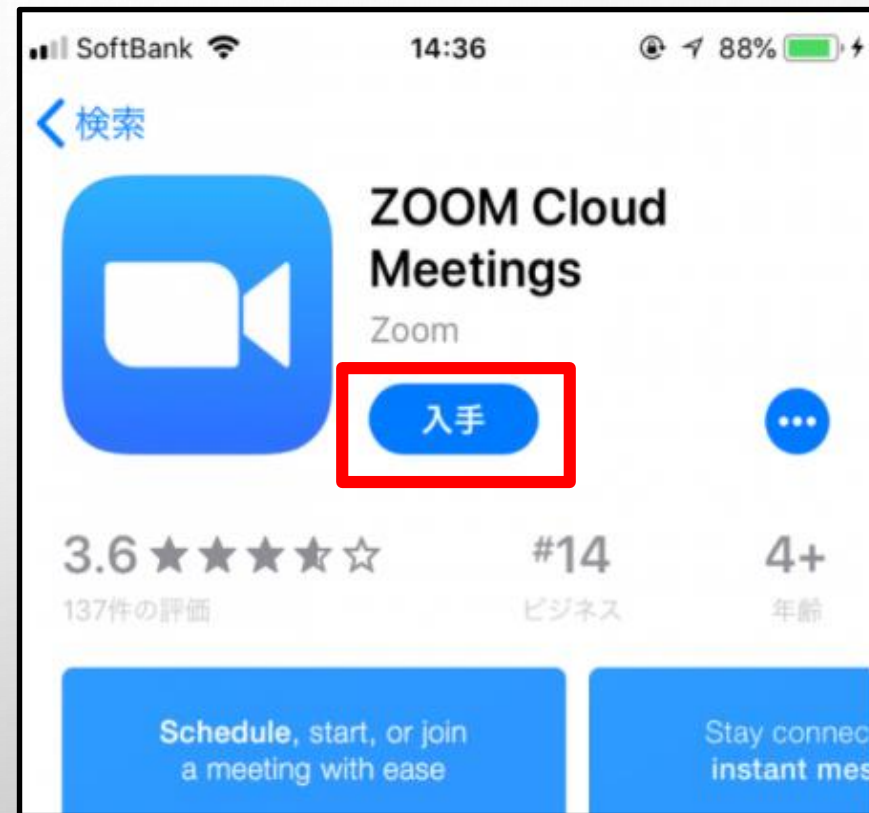 SoftBank 14:36 88%
検索
ZOOM Cloud
Meetings
Zoom
入手
3.6 #14 4+
137件の評価 ビジネス 年齢
Schedule, start, or join
a meeting with ease
Stay connec
instant mes